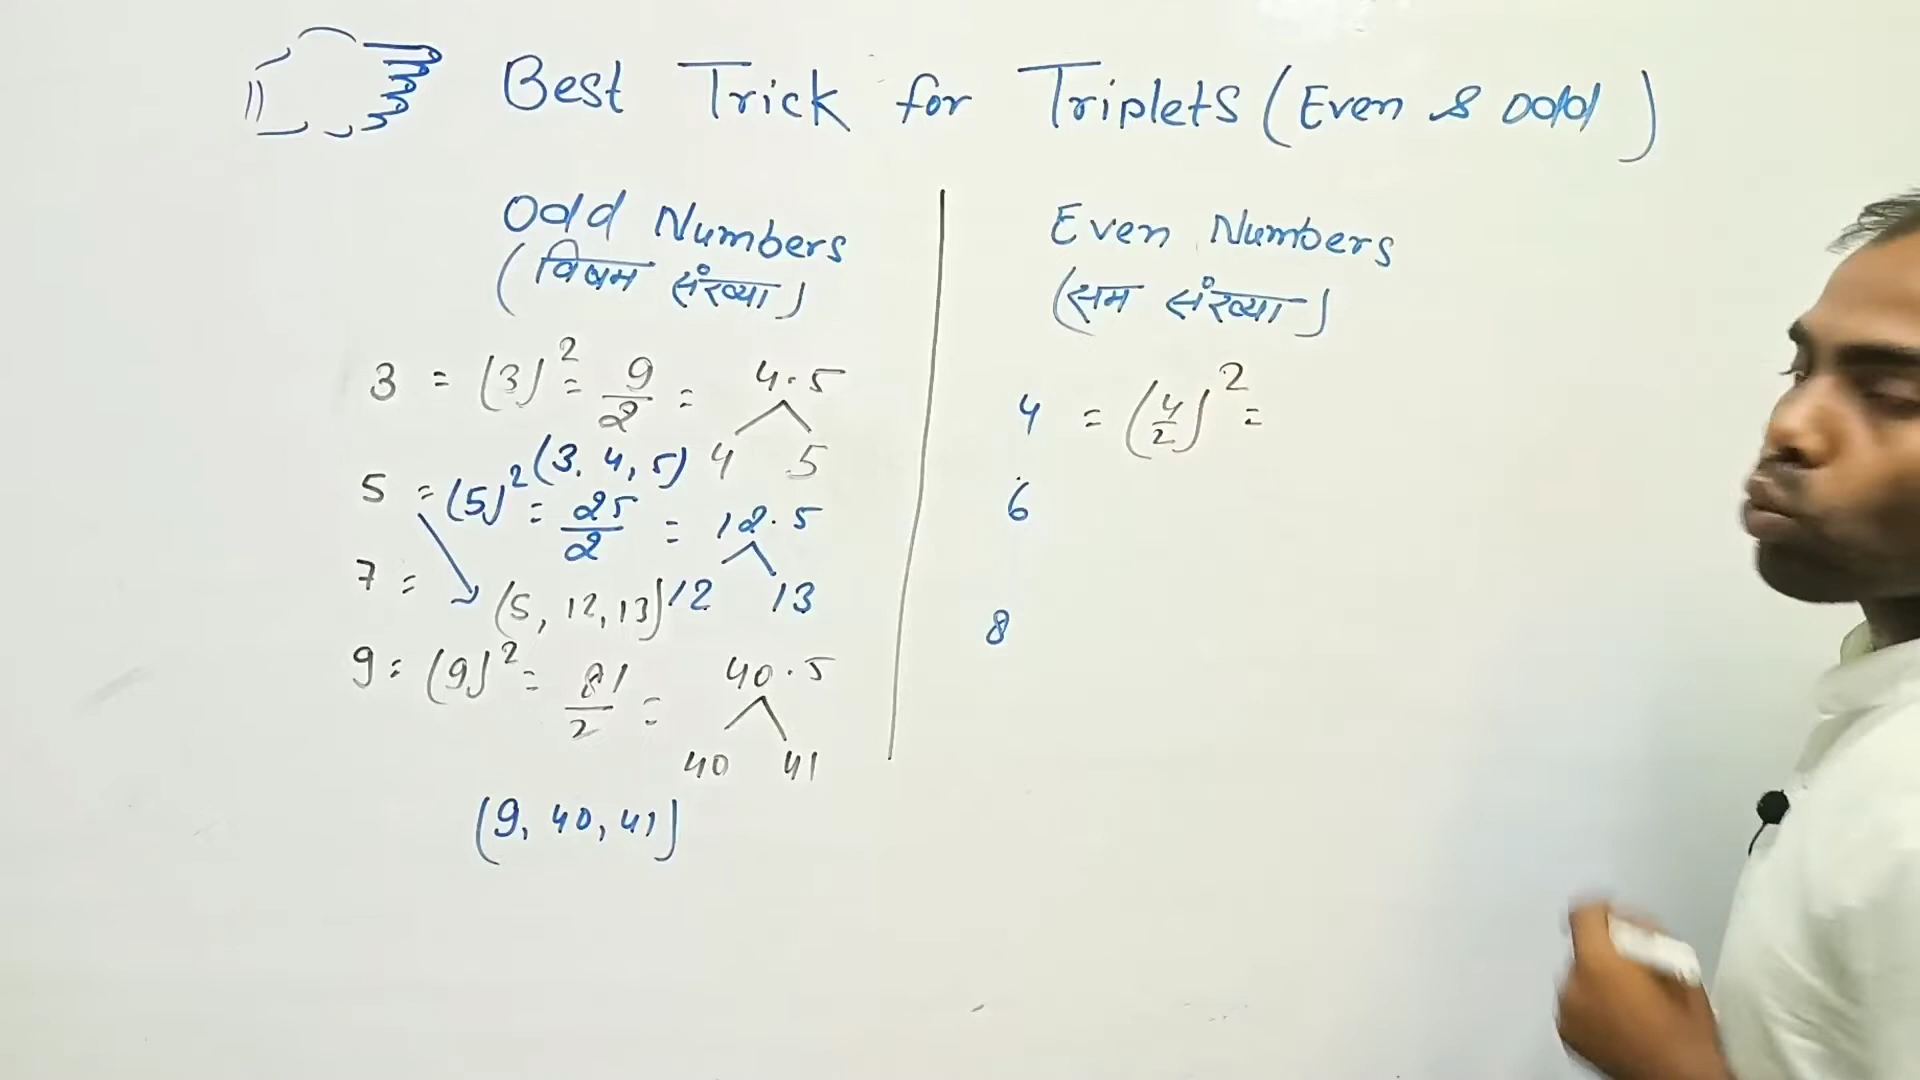 Best Trick for Triplets (Even & Odd)
Odd Numbers
(विषम संख्या)
3 = (3)² = 9/2 = 4.5
4 5
(3, 4, 5)
5 = (5)² = 25/2 = 12.5
12 13
(5, 12, 13)
7 =
9 = (9)² = 81/2 = 40.5
40 41
(9, 40, 41)
Even Numbers
(सम संख्या)
4 = (4/2)² =
6
8